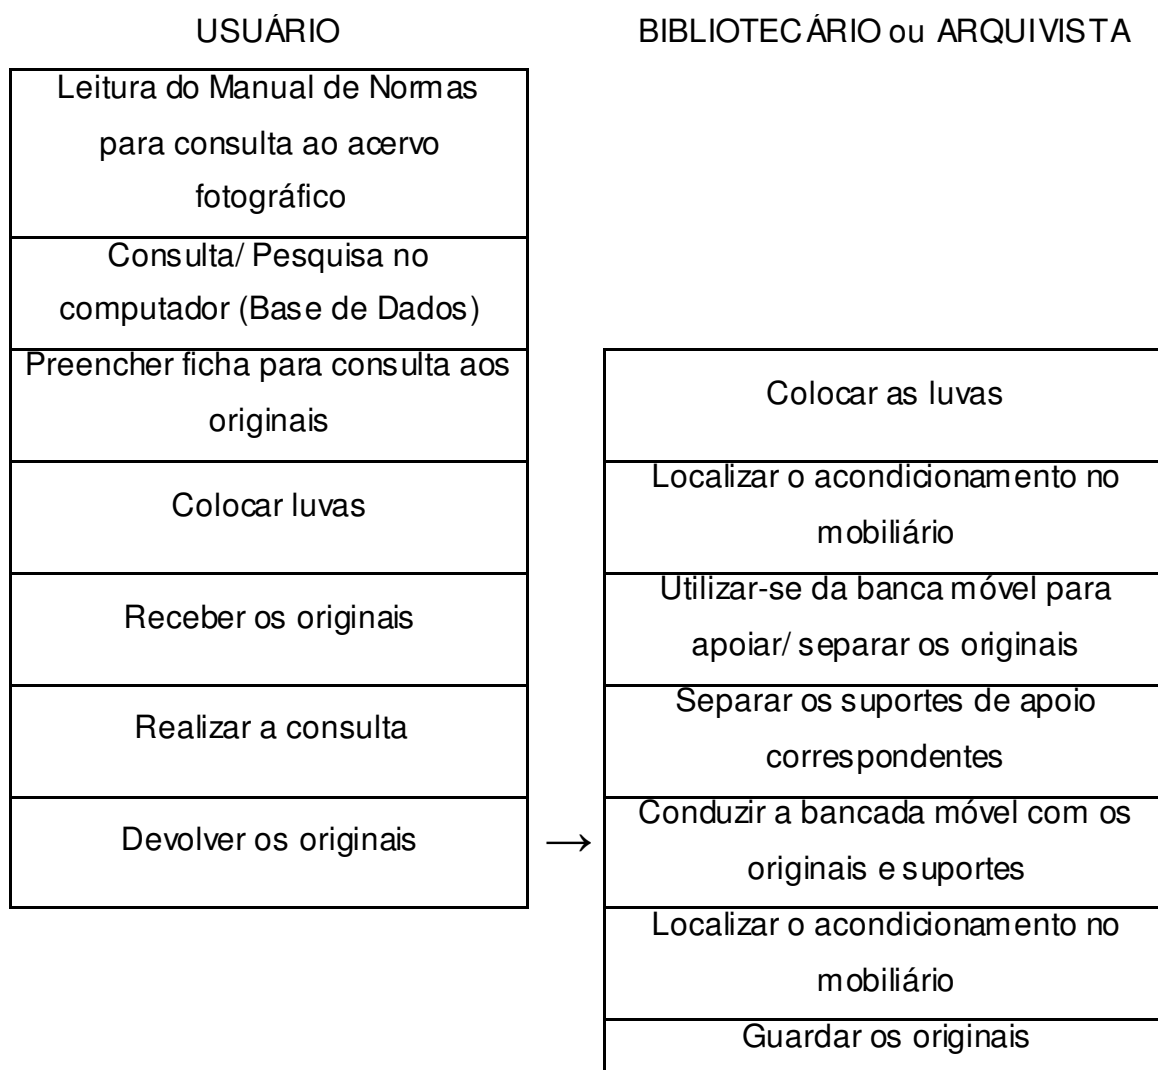 USUÁRIO
Leitura do Manual de Normas
para consulta ao acervo
fotográfico
Consulta/ Pesquisa no
computador (Base de Dados)
Preencher ficha para consulta aos
originais
Colocar luvas
Receber os originais
Realizar a consulta
Devolver os originais
→
BIBLIOTECÁRIO ou ARQUIVISTA
Colocar as luvas
Localizar o acondicionamento no
mobiliário
Utilizar-se da banca móvel para
apoiar/ separar os originais
Separar os suportes de apoio
correspondentes
Conduzir a bancada móvel com os
originais e suportes
Localizar o acondicionamento no
mobiliário
Guardar os originais